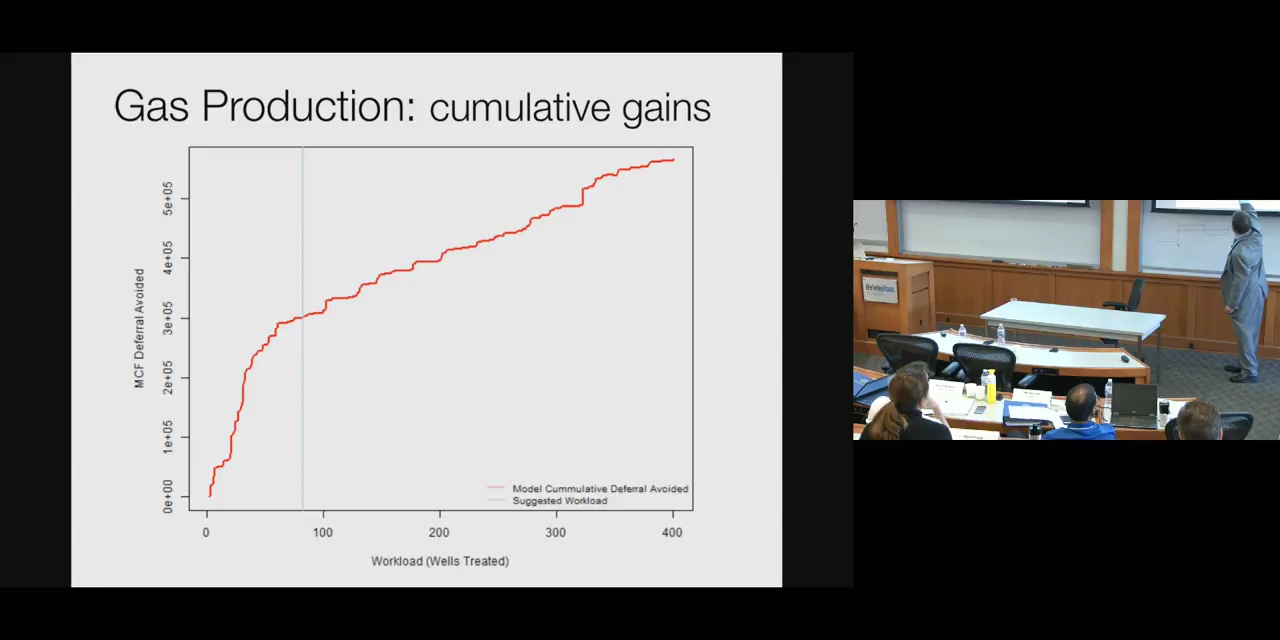 Gas Production: cumulative gains
5e+05
4e+05
3e+05
2e+05
1e+05
0e+00
MCF Deferral Avoided
Model Cummulative Deferral Avoided
Suggested Workload
0 100 200 300 400
Workload (Wells Treated)